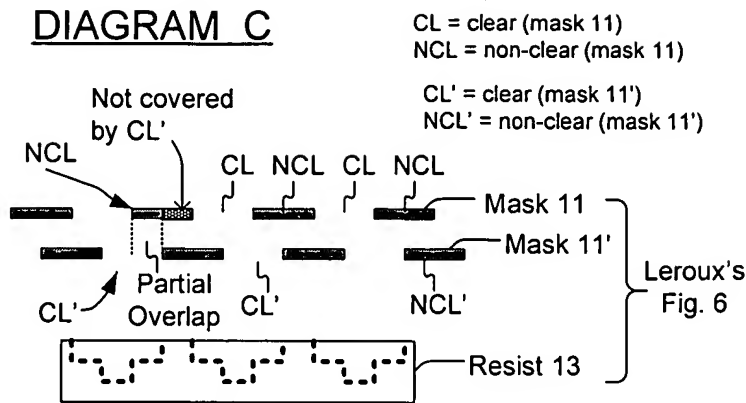 DIAGRAM C
CL = clear (mask 11)
NCL = non-clear (mask 11)
CL' = clear (mask 11')
NCL' = non-clear (mask 11')
Not covered
by CL'
NCL
CL
NCL
CL
NCL
Mask 11
Mask 11'
Partial
Overlap
CL'
CL'
NCL'
Leroux's
Fig. 6
Resist 13